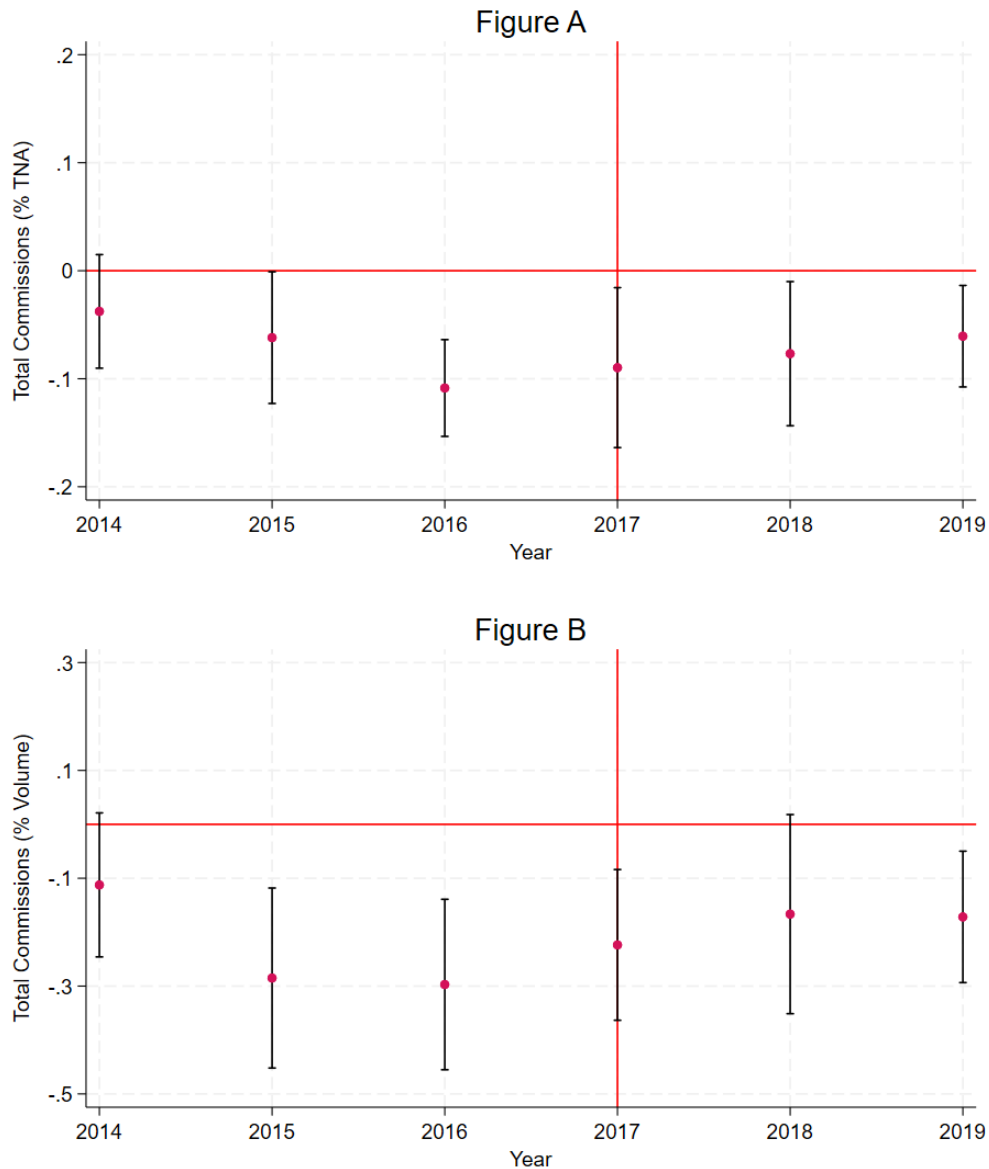 Figure A
Total Commissions (% TNA)
.2
.1
0
-.1
-.2
2014 2015 2016 2017 2018 2019
Year
Figure B
Total Commissions (% Volume)
.3
.1
-.1
-.3
-.5
2014 2015 2016 2017 2018 2019
Year